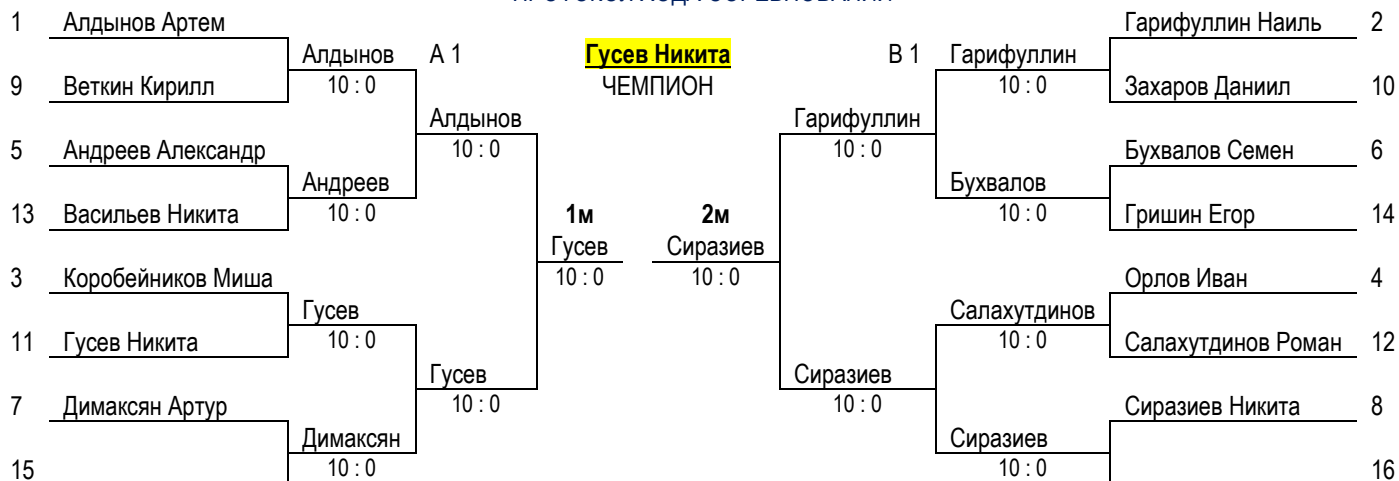 1 Алдынов Артем Гарифуллин Наиль 2
Алдынов А 1 Гусев Никита В 1 Гарифуллин
9 Веткин Кирилл 10 : 0 ЧЕМПИОН 10 : 0 Захаров Даниил 10
Алдынов Гарифуллин
5 Андреев Александр 10 : 0 10 : 0 Бухвалов Семен 6
Андреев Бухвалов
13 Васильев Никита 10 : 0 1м 2м 10 : 0 Гришин Егор 14
Гусев Сиразиев
3 Коробейников Миша 10 : 0 10 : 0 Орлов Иван 4
Гусев Салахутдинов
11 Гусев Никита 10 : 0 10 : 0 Салахутдинов Роман 12
Гусев Сиразиев
7 Димаксян Артур 10 : 0 10 : 0 Сиразиев Никита 8
Димаксян Сиразиев
15 10 : 0 10 : 0 16